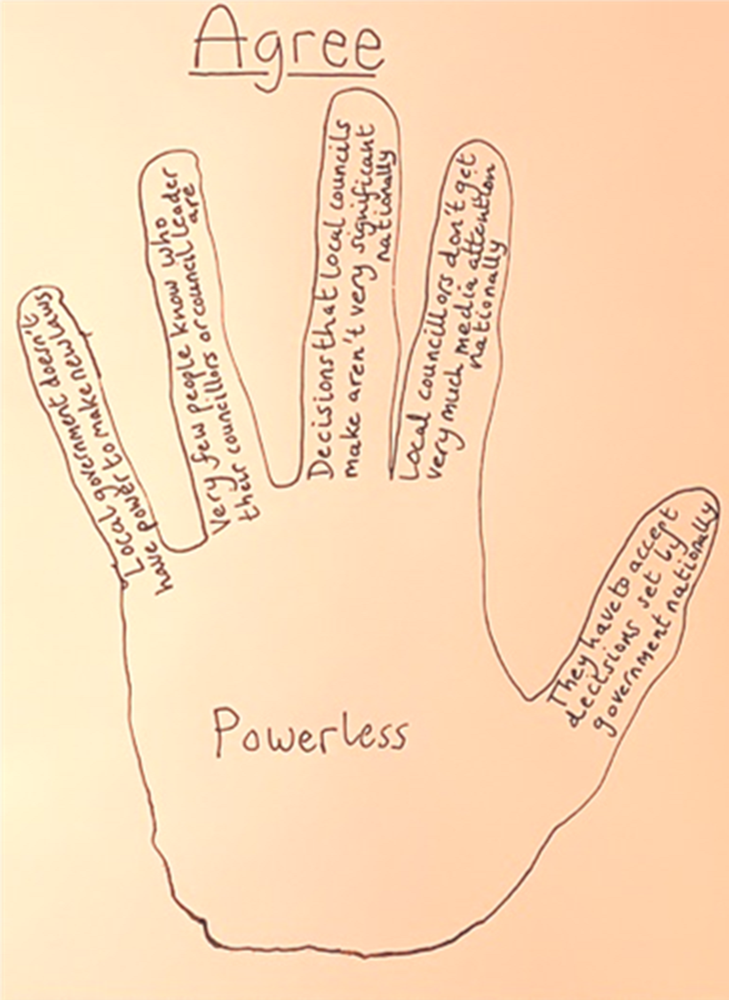 Agree
Local government doesn't
have power to make new laws
Very few people know who
their councillors or council leader
are
Decisions that local councils
make aren't very significant
nationally
Local councillors don't get
very much media attention
nationally
They have to accept
decisions set by
government nationally
Powerless